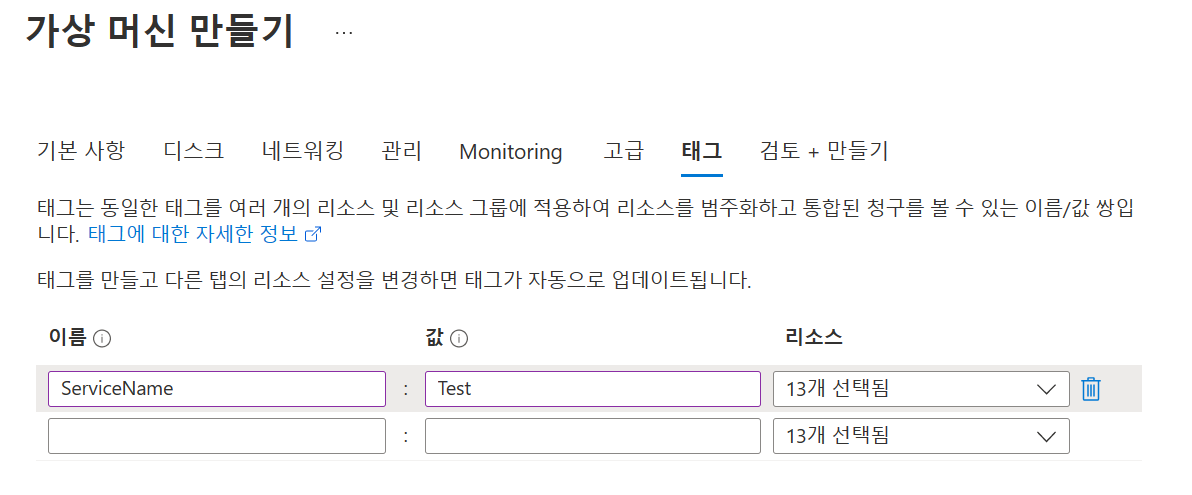 가상 머신 만들기 ...
기본 사항 디스크 네트워킹 관리 Monitoring 고급 태그 검토 + 만들기
태그는 동일한 태그를 여러 개의 리소스 및 리소스 그룹에 적용하여 리소스를 범주화하고 통합된 청구를 볼 수 있는 이름/값 쌍입
니다. 태그에 대한 자세한 정보
태그를 만들고 다른 탭의 리소스 설정을 변경하면 태그가 자동으로 업데이트됩니다.
이름 값 리소스
ServiceName : Test 13개 선택됨
: 13개 선택됨